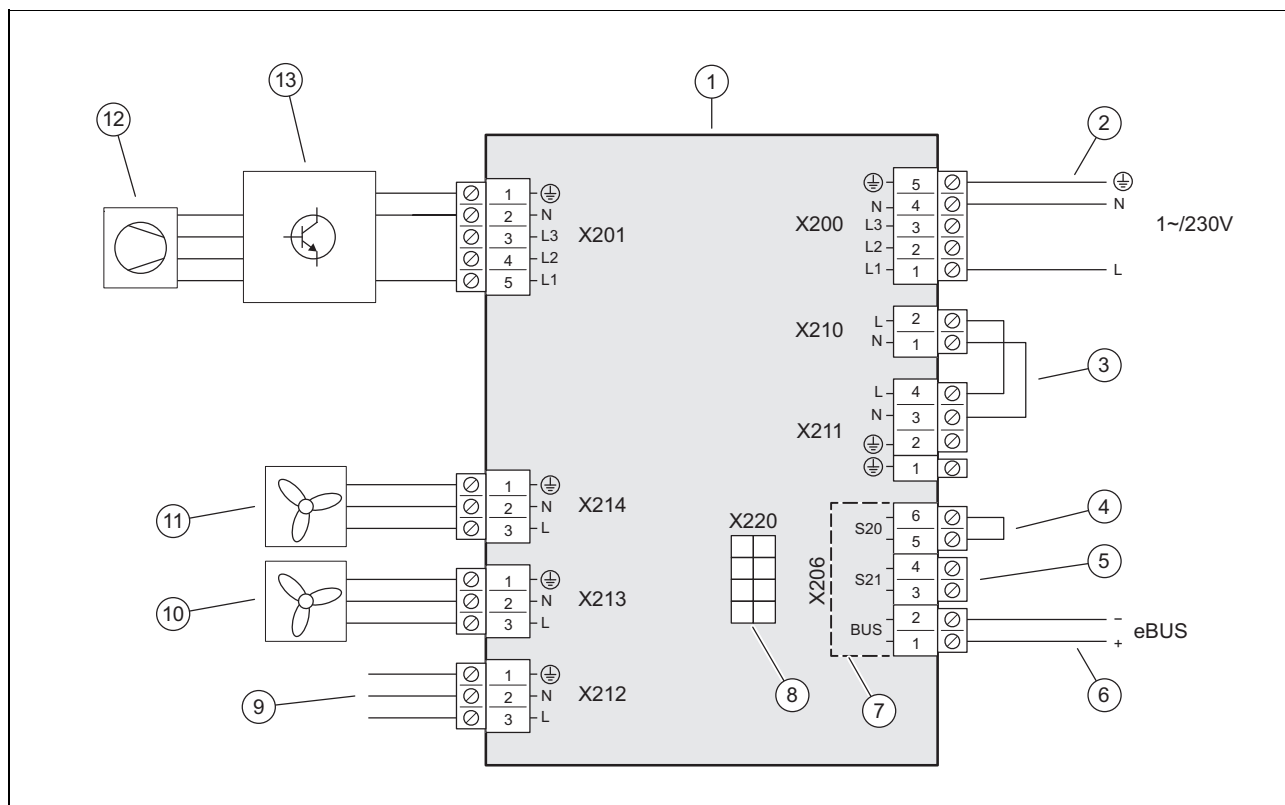 13
1
12
2
1
2 N
3 L3
4 L2
5 L1
X201
5
N 4
L3 3
L2 2
L1 1
X200
N
L
1~/230V
L 2
N 1
X210
3
L 4
N 3
2
1
X211
1
2 N
3 L
X214
11
1
2 N
3 L
X213
10
1
2 N
3 L
X212
9
X220
8
X206
S20
6
5
4
S21
4
3
5
BUS
2
1
−
+
eBUS
6
7